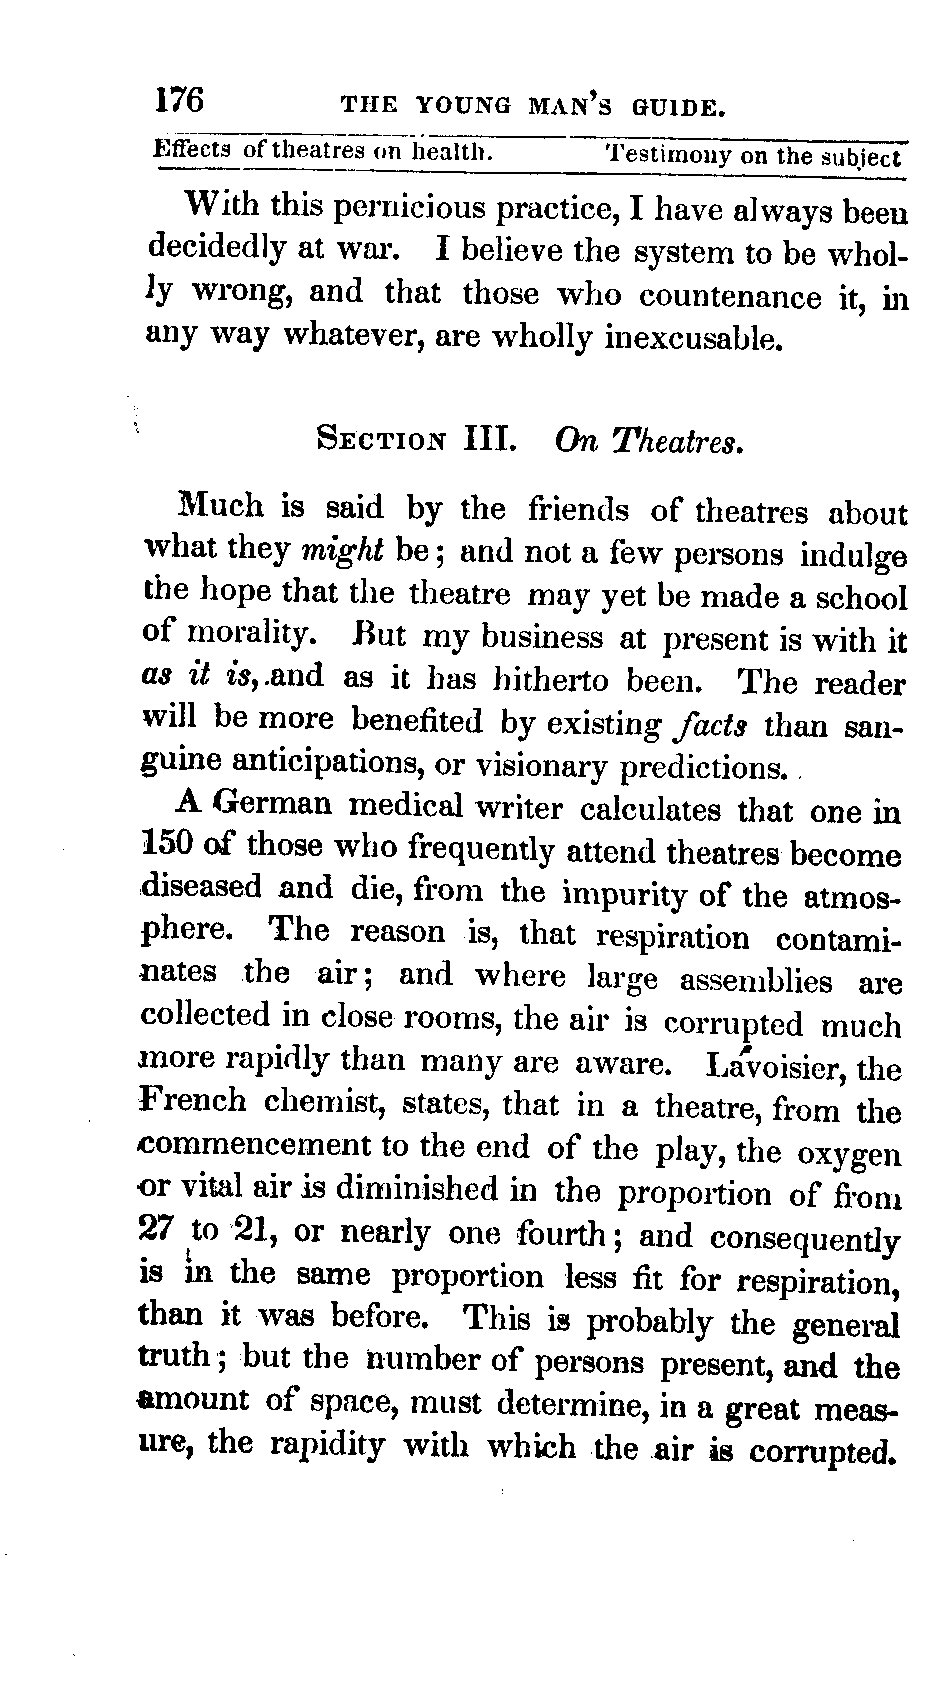 176 THE YOUNG MAN'S GUIDE.
Effects of theatres on health. Testimony on the subject
With this pernicious practice, I have always been
decidedly at war. I believe the system to be whol-
ly wrong, and that those who countenance it, in
any way whatever, are wholly inexcusable.
SECTION III. On Theatres.
Much is said by the friends of theatres about
what they might be; and not a few persons indulge
the hope that the theatre may yet be made a school
of morality. But my business at present is with it
as it is, and as it has hitherto been. The reader
will be more benefited by existing facts than san-
guine anticipations, or visionary predictions.
A German medical writer calculates that one in
150 of those who frequently attend theatres become
diseased and die, from the impurity of the atmos-
phere. The reason is, that respiration contami-
nates the air; and where large assemblies are
collected in close rooms, the air is corrupted much
more rapidly than many are aware. Lavoisier, the
French chemist, states, that in a theatre, from the
commencement to the end of the play, the oxygen
or vital air is diminished in the proportion of from
27 to 21, or nearly one fourth; and consequently
is in the same proportion less fit for respiration,
than it was before. This is probably the general
truth; but the number of persons present, and the
amount of space, must determine, in a great meas-
ure, the rapidity with which the air is corrupted.